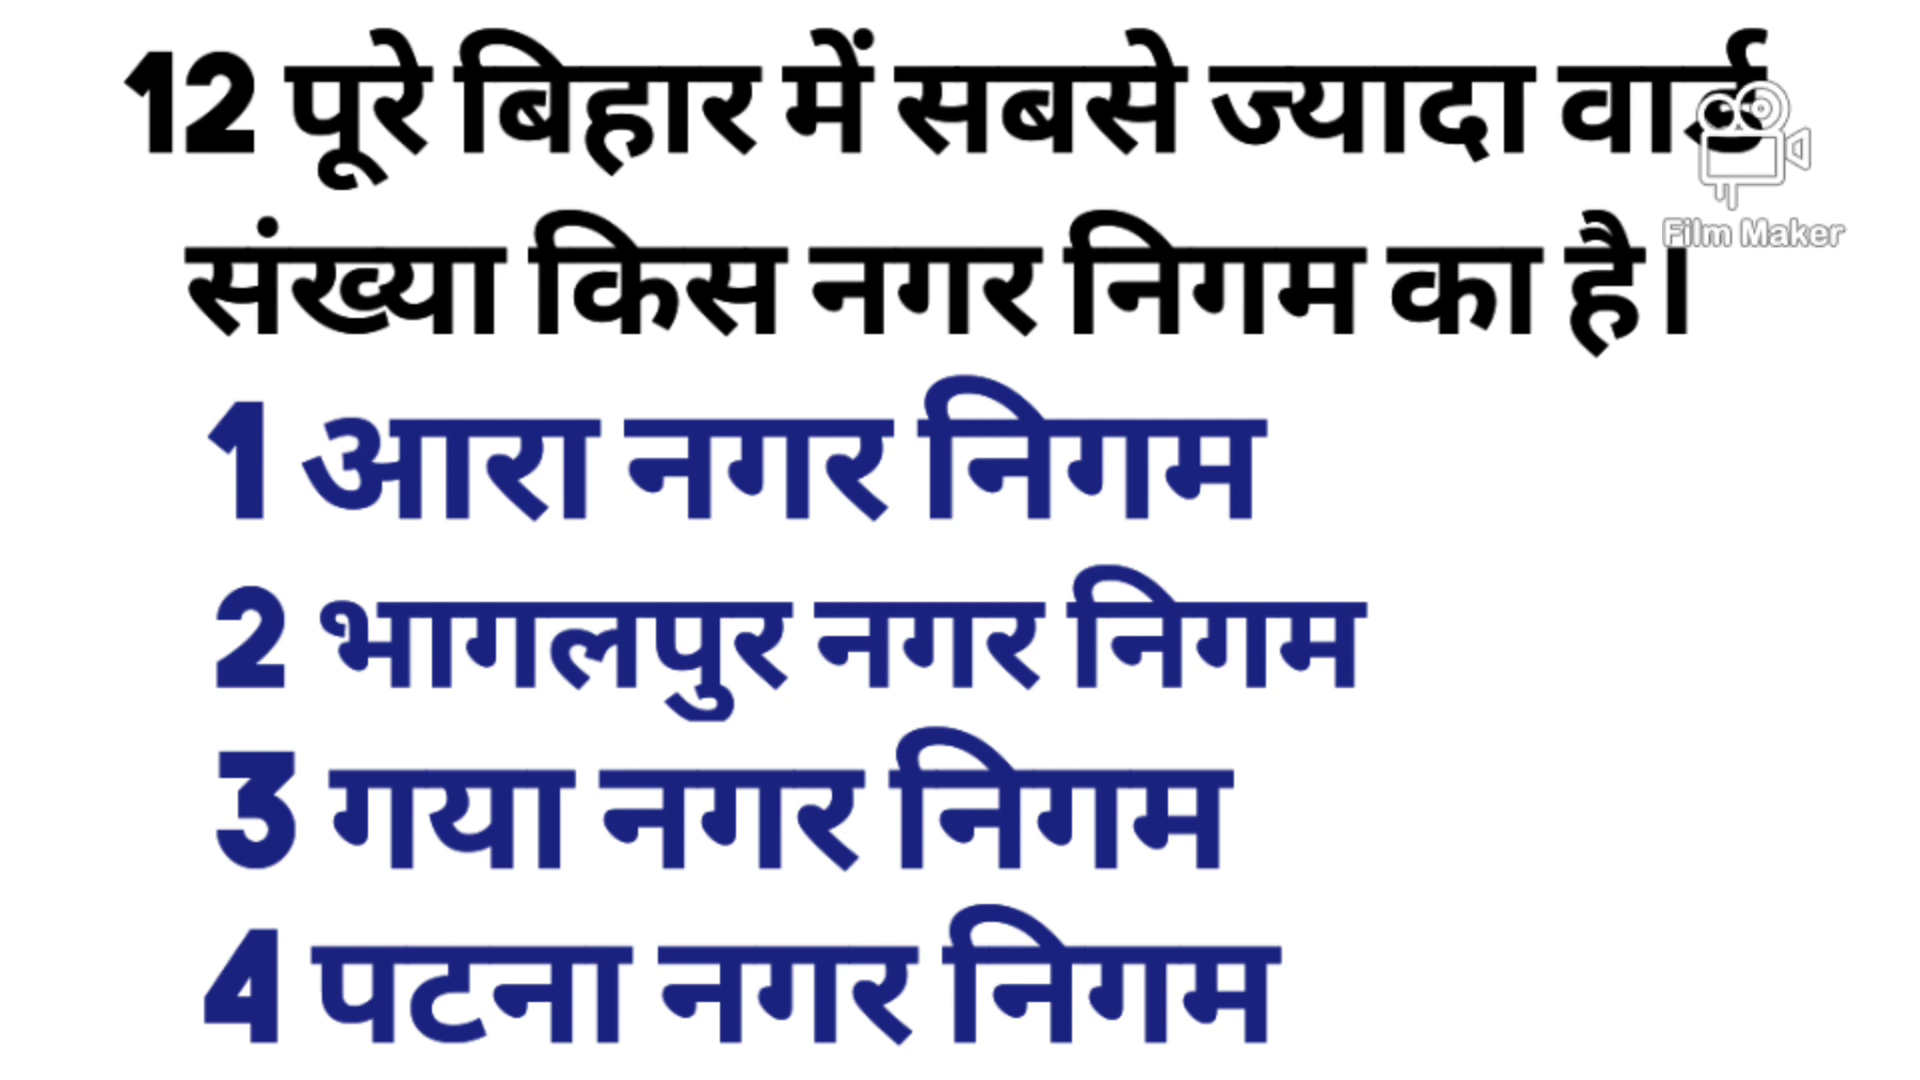 12 पूरे बिहार में सबसे ज्यादा वार्ड
संख्या किस नगर निगम का है।
Film Maker
1 आरा नगर निगम
2 भागलपुर नगर निगम
3 गया नगर निगम
4 पटना नगर निगम